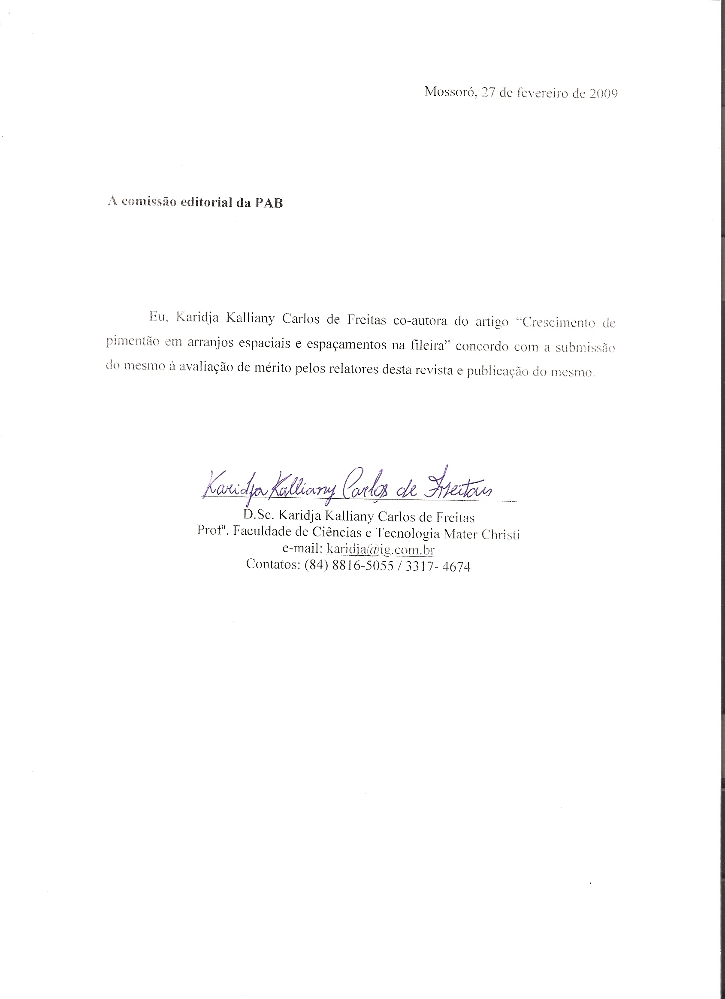 Mossoró, 27 de fevereiro de 2009
A comissão editorial da PAB
Eu, Karidja Kalliany Carlos de Freitas co-autora do artigo “Crescimento de
pimentão em arranjos espaciais e espaçamentos na fileira” concordo com a submissão
do mesmo à avaliação de mérito pelos relatores desta revista e publicação do mesmo.
Karidja Kalliany Carlos de Freitas
D.Sc. Karidja Kalliany Carlos de Freitas
Profª. Faculdade de Ciências e Tecnologia Mater Christi
e-mail: karidja@ig.com.br
Contatos: (84) 8816-5055 / 3317- 4674